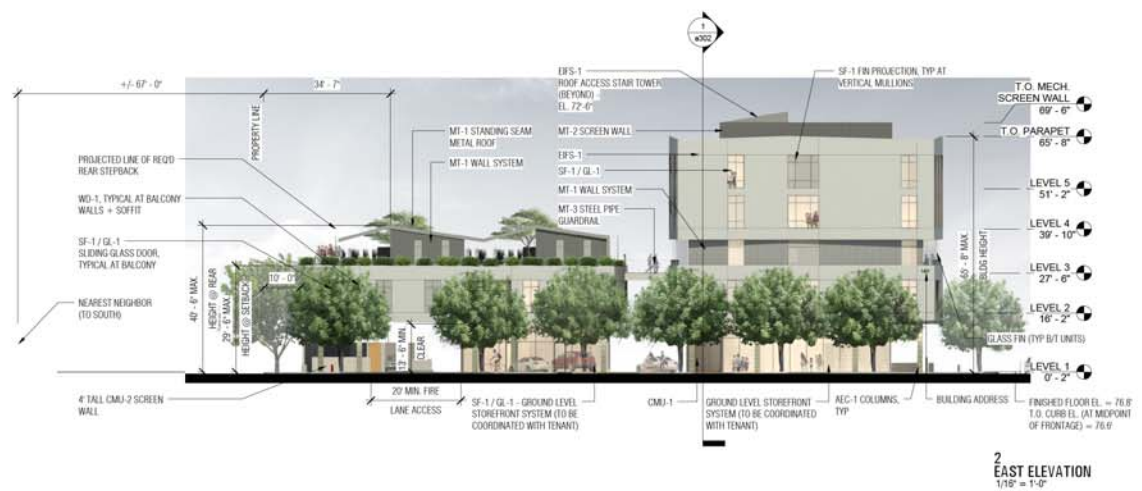 1
a302
+/- 67' - 0"
34' - 7"
PROPERTY LINE
EIFS-1
ROOF ACCESS STAIR TOWER
(BEYOND) -
EL. 72'-6"
SF-1 FIN PROJECTION, TYP AT
VERTICAL MULLIONS
T.O. MECH.
SCREEN WALL
69' - 6"
MT-1 STANDING SEAM
METAL ROOF
MT-2 SCREEN WALL
T.O. PARAPET
65' - 8"
PROJECTED LINE OF REQ'D
REAR STEPBACK
MT-1 WALL SYSTEM
EIFS-1
SF-1 / GL-1
MT-1 WALL SYSTEM
WD-1, TYPICAL AT BALCONY
WALLS + SOFFIT
MT-3 STEEL PIPE
GUARDRAIL
LEVEL 5
51' - 2"
LEVEL 4
39' - 10"
SF-1 / GL-1
SLIDING GLASS DOOR,
TYPICAL AT BALCONY
65' - 8" MAX.
BLDG HEIGHT
10' - 0"
LEVEL 3
27' - 6"
40' - 6" MAX.
HEIGHT @ REAR
29' - 6" MAX.
HEIGHT @ SETBACK
NEAREST NEIGHBOR
(TO SOUTH)
LEVEL 2
16' - 2"
13' - 6" MIN.
CLEAR
GLASS FIN (TYP B/T UNITS)
LEVEL 1
0' - 2"
4' TALL CMU-2 SCREEN
WALL
20' MIN. FIRE
LANE ACCESS
SF-1 / GL-1 - GROUND LEVEL
STOREFRONT SYSTEM (TO BE
COORDINATED WITH TENANT)
CMU-1
GROUND LEVEL STOREFRONT
SYSTEM (TO BE COORDINATED
WITH TENANT)
AEC-1 COLUMNS,
TYP
BUILDING ADDRESS
FINISHED FLOOR EL. = 76.8'
T.O. CURB EL. (AT MIDPOINT
OF FRONTAGE) = 76.6'
2
EAST ELEVATION
1/16" = 1'-0"